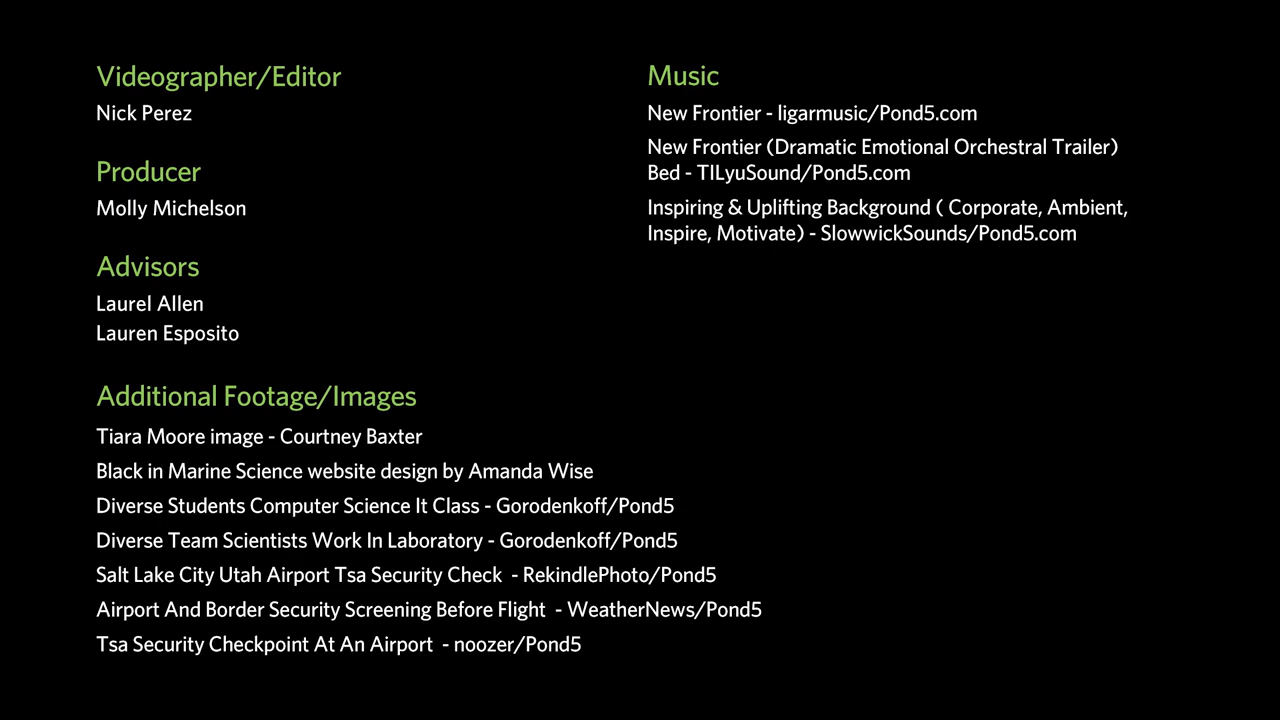 Videographer/Editor
Nick Perez
Producer
Molly Michelson
Advisors
Laurel Allen
Lauren Esposito
Additional Footage/Images
Tiara Moore image - Courtney Baxter
Black in Marine Science website design by Amanda Wise
Diverse Students Computer Science It Class - Gorodenkoff/Pond5
Diverse Team Scientists Work In Laboratory - Gorodenkoff/Pond5
Salt Lake City Utah Airport Tsa Security Check  - RekindlePhoto/Pond5
Airport And Border Security Screening Before Flight  - WeatherNews/Pond5
Tsa Security Checkpoint At An Airport  - noozer/Pond5
Music
New Frontier - ligarmusic/Pond5.com
New Frontier (Dramatic Emotional Orchestral Trailer)
Bed - TILyuSound/Pond5.com
Inspiring & Uplifting Background ( Corporate, Ambient,
Inspire, Motivate) - SlowwickSounds/Pond5.com